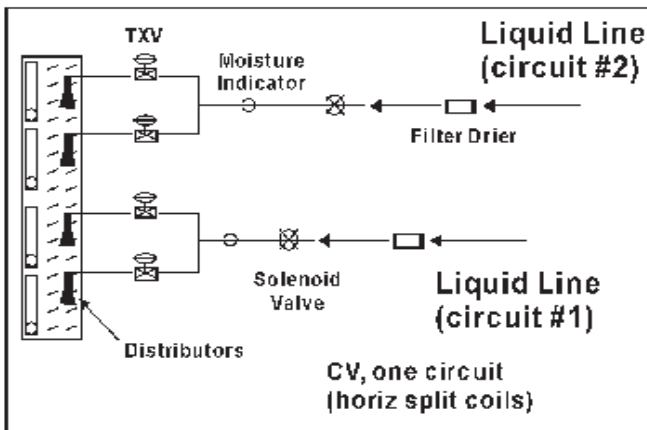 TXV
Moisture
Indicator
Liquid Line
(circuit #2)
Filter Drier
Solenoid
Valve
Liquid Line
(circuit #1)
Distributors
CV, one circuit
(horiz split coils)